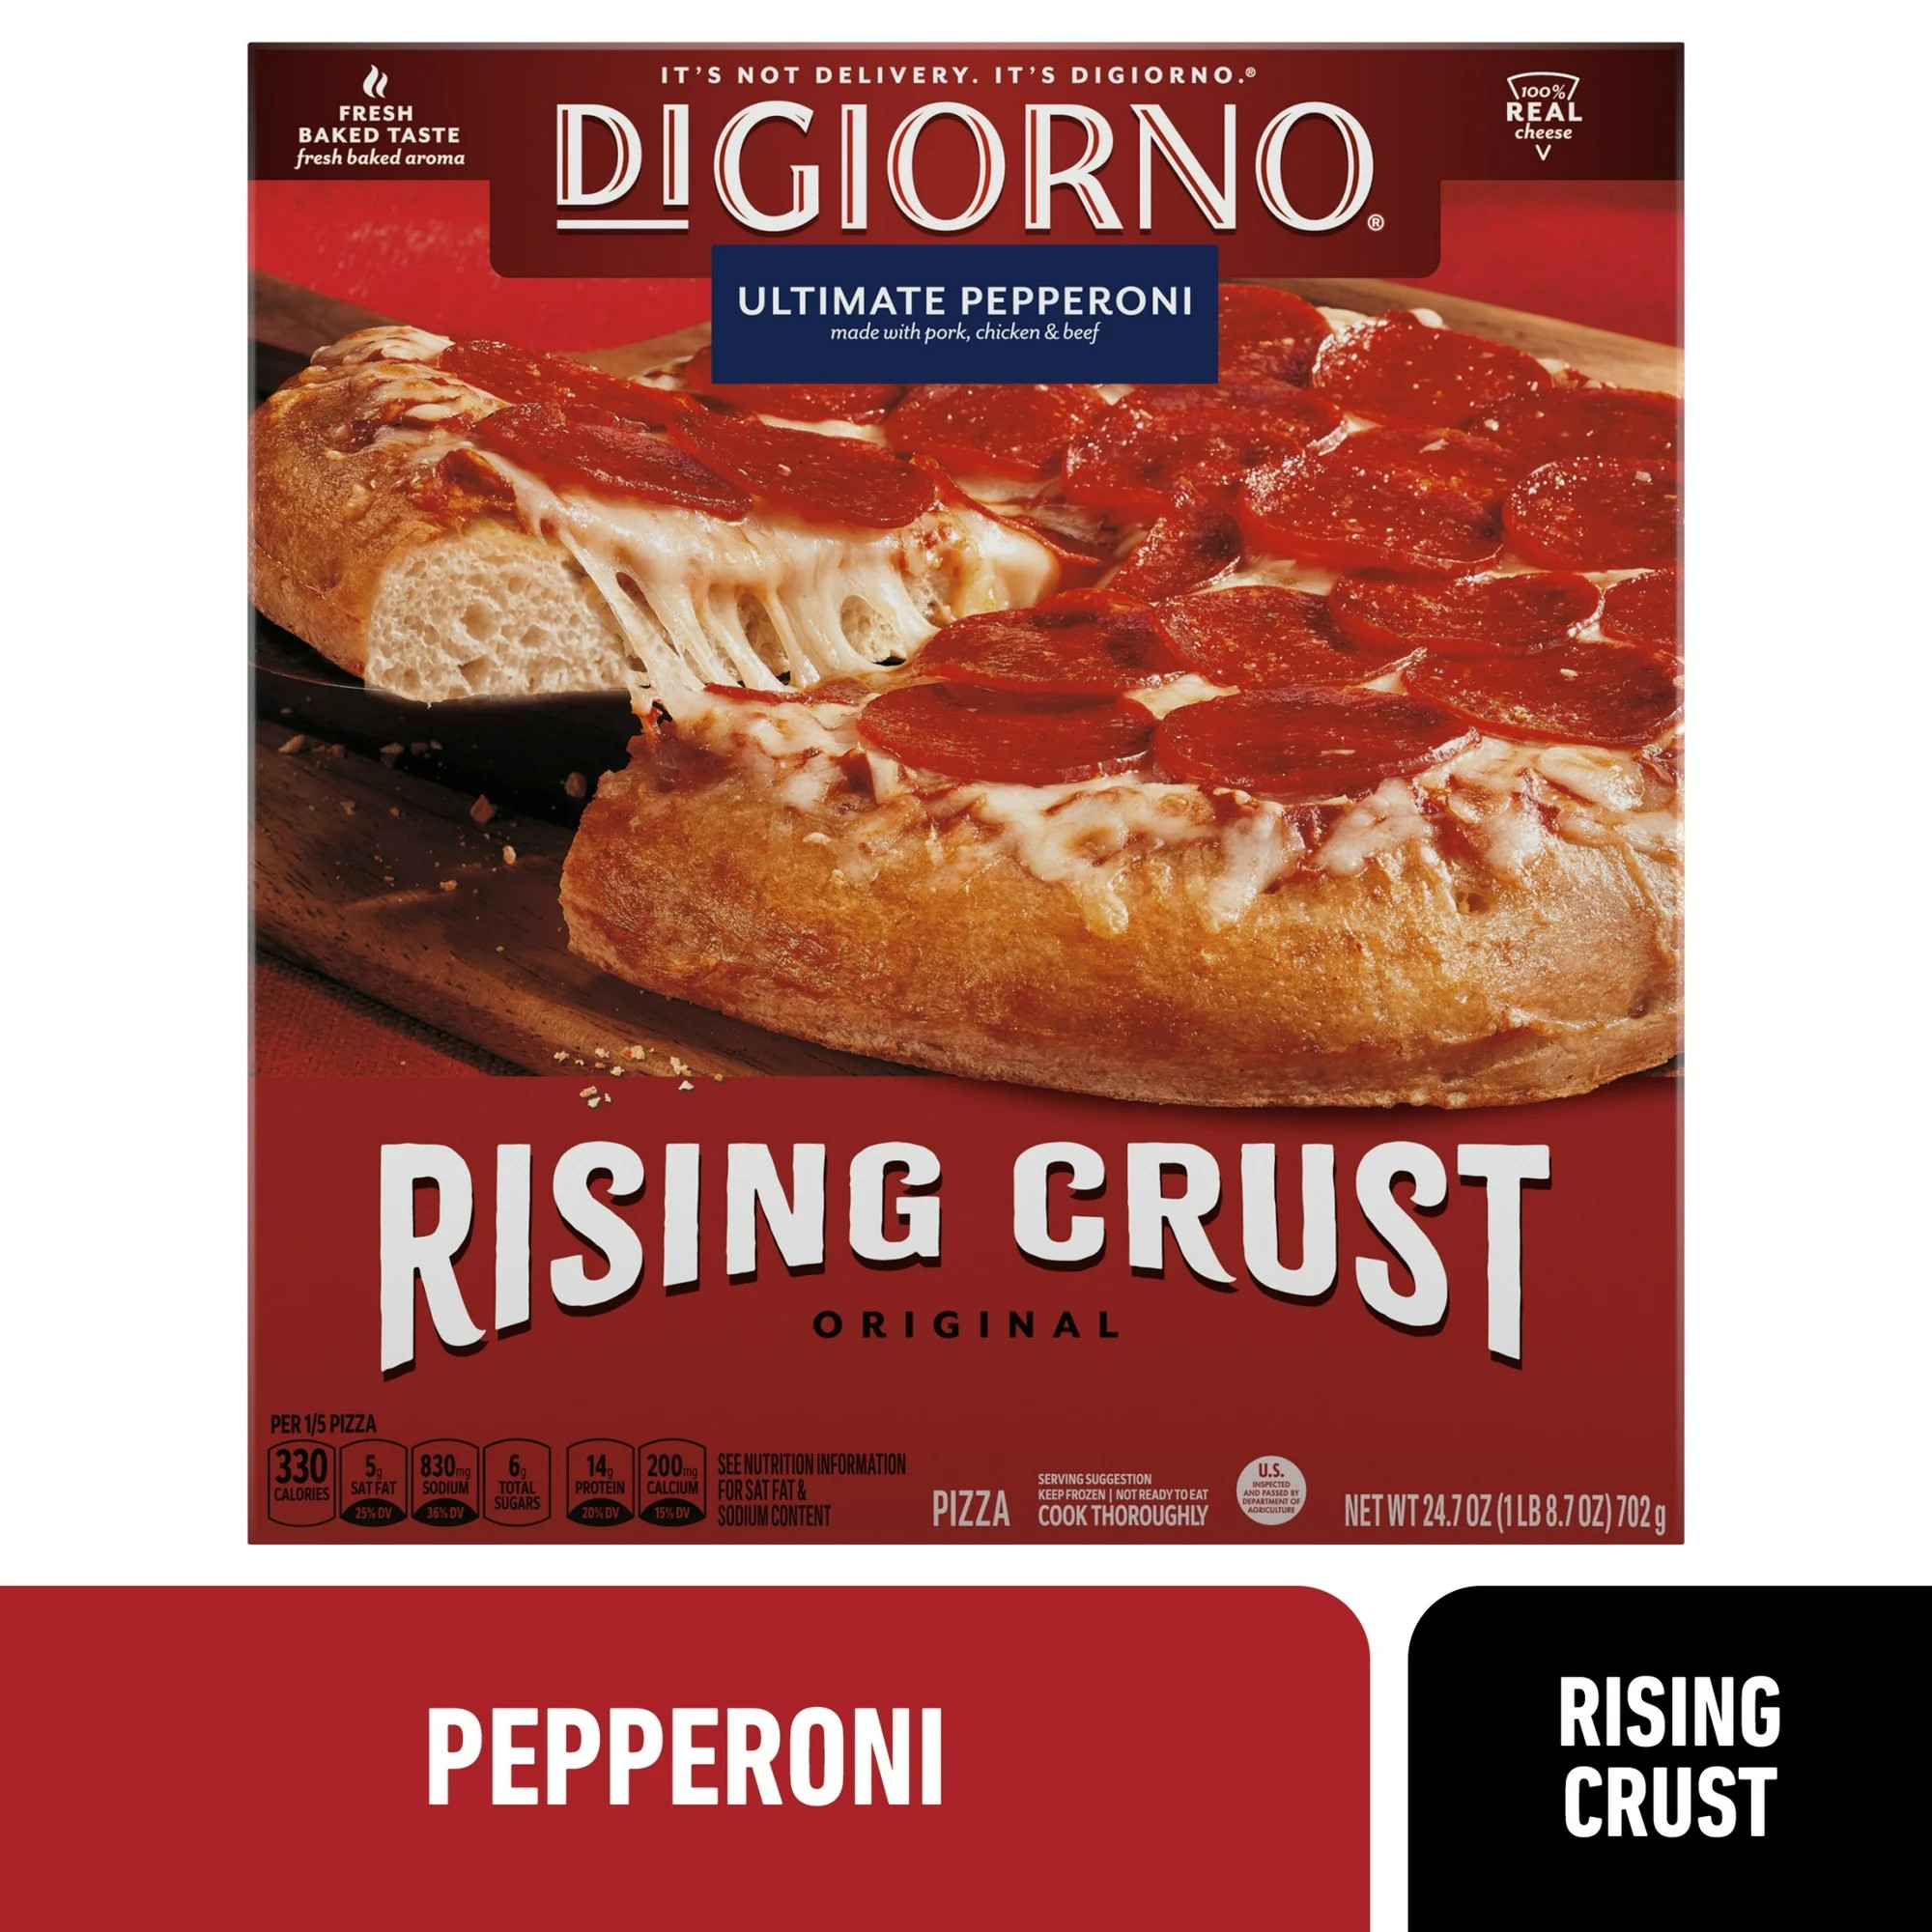 IT'S NOT DELIVERY. IT'S DIGIORNO.®
FRESH
BAKED TASTE
fresh baked aroma
DIGIORNO®
100%
REAL
cheese
ULTIMATE PEPPERONI
made with pork, chicken & beef
RISING CRUST
ORIGINAL
PER 1/5 PIZZA
330
CALORIES
5g
SAT FAT
25% DV
830mg
SODIUM
36% DV
6g
TOTAL
SUGARS
14g
PROTEIN
20% DV
200mg
CALCIUM
15% DV
SEE NUTRITION INFORMATION
FOR SAT FAT &
SODIUM CONTENT
PIZZA
SERVING SUGGESTION
KEEP FROZEN | NOT READY TO EAT
COOK THOROUGHLY
U.S.
INSPECTED
AND PASSED BY
DEPARTMENT OF
AGRICULTURE
NET WT 24.7 OZ (1 LB 8.7 OZ) 702 g
PEPPERONI
RISING
CRUST